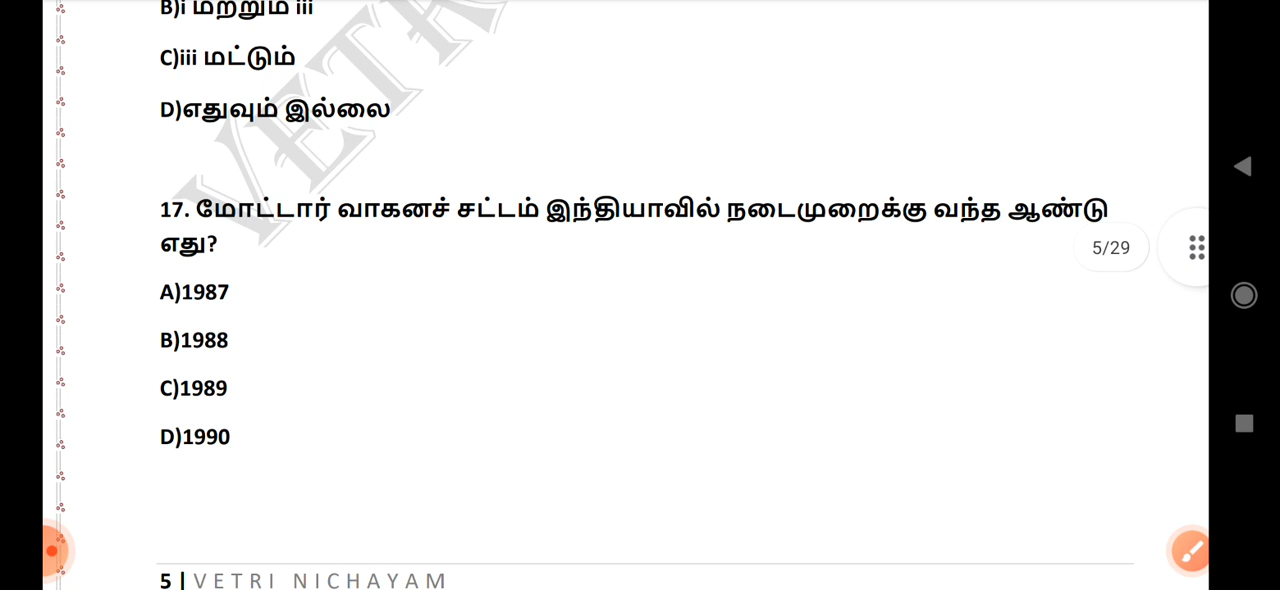 B)i மற்றும் iii
C)iii மட்டும்
D)எதுவும் இல்லை
17. மோட்டார் வாகனச் சட்டம் இந்தியாவில் நடைமுறைக்கு வந்த ஆண்டு
எது?
5/29
A)1987
B)1988
C)1989
D)1990
5 | VETRI NICHAYAM
VETR